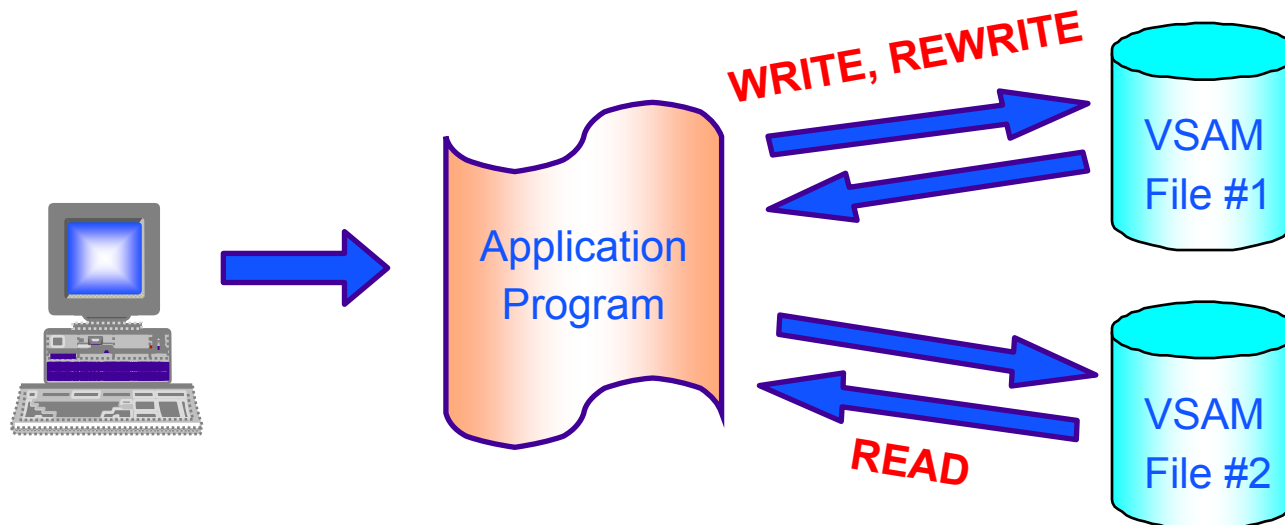 WRITE, REWRITE
VSAM
File #1
Application
Program
VSAM
File #2
READ